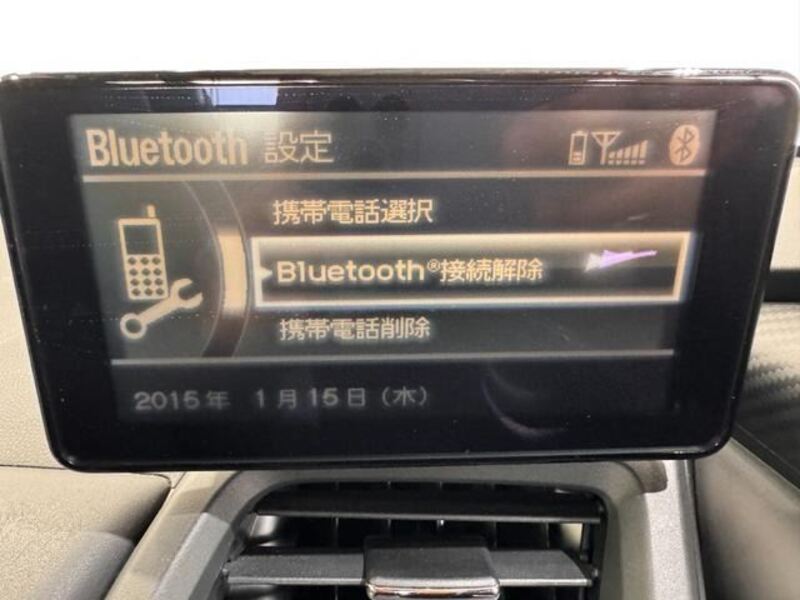 Bluetooth 設定
携帯電話選択
Bluetooth®接続解除
携帯電話削除
2015年 1月15日(木)